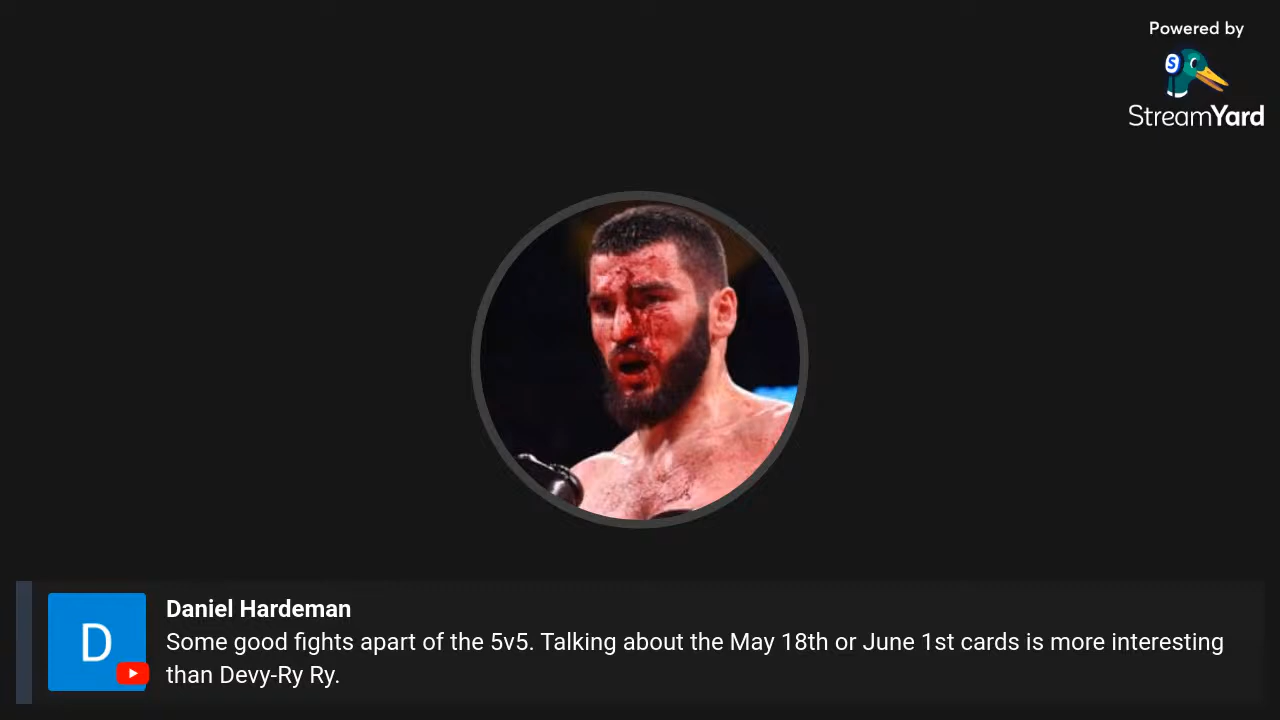 Powered by
S
StreamYard
D
Daniel Hardeman
Some good fights apart of the 5v5. Talking about the May 18th or June 1st cards is more interesting
than Devy-Ry Ry.